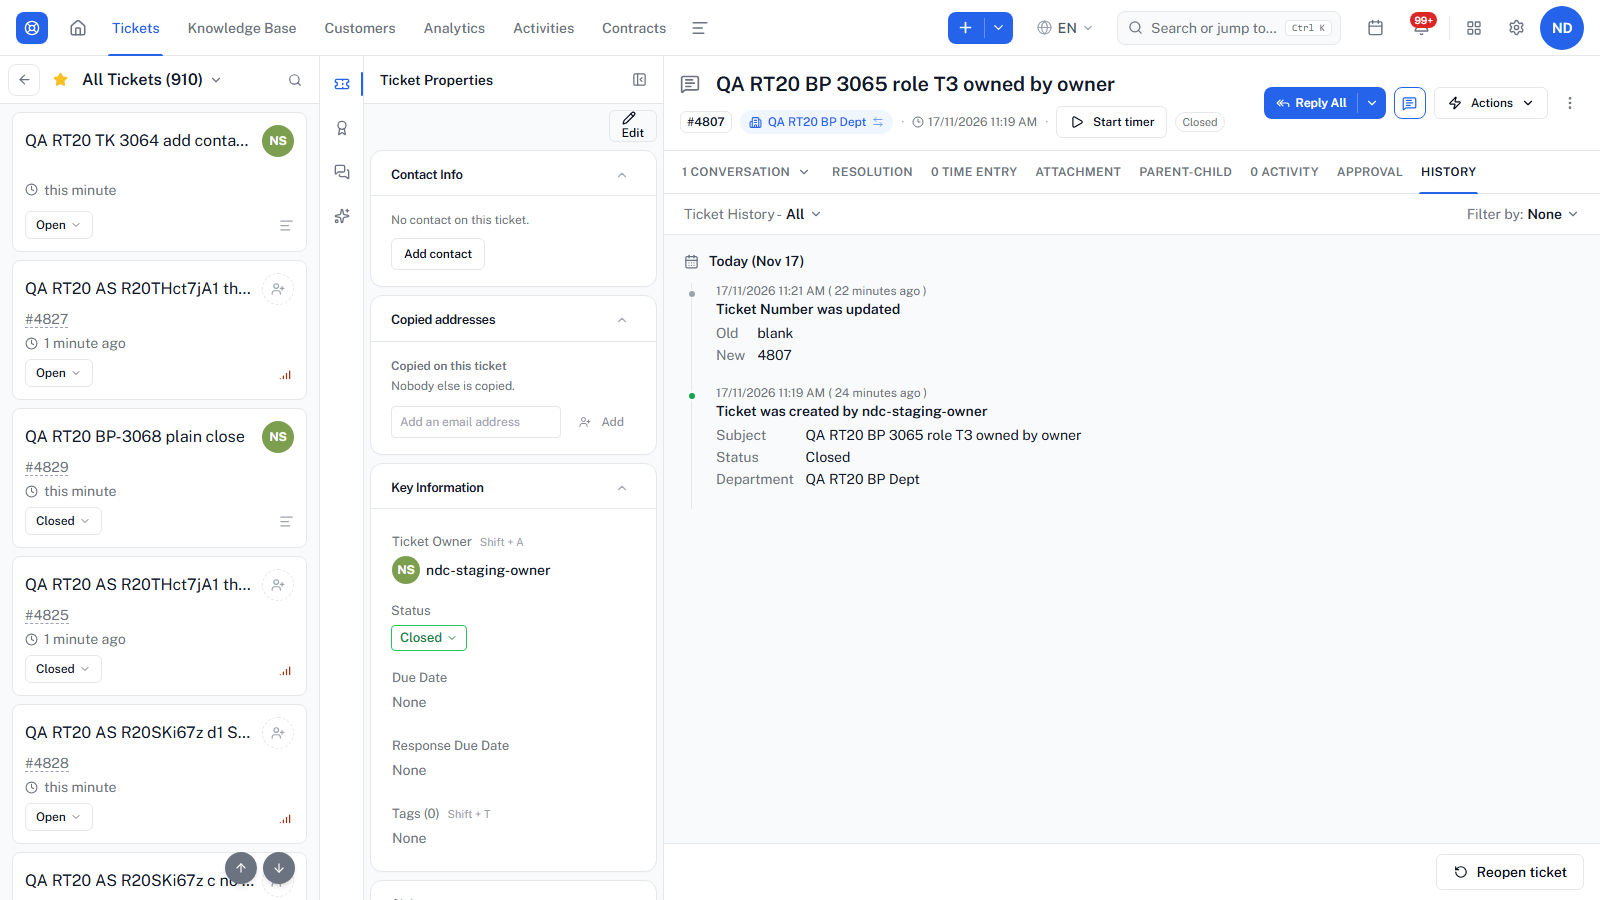 Tickets
Knowledge Base
Customers
Analytics
Activities
Contracts
EN
Search or jump to...
Ctrl K
99+
ND
All Tickets (910)
QA RT20 TK 3064 add conta...
NS
this minute
Open
QA RT20 AS R20THct7jA1 th...
#4827
1 minute ago
Open
QA RT20 BP-3068 plain close
NS
#4829
this minute
Closed
QA RT20 AS R20THct7jA1 th...
#4825
1 minute ago
Closed
QA RT20 AS R20SKi67z d1 S...
#4828
this minute
Open
QA RT20 AS R20SKi67z c
Ticket Properties
Edit
Contact Info
No contact on this ticket.
Add contact
Copied addresses
Copied on this ticket
Nobody else is copied.
Add an email address
Add
Key Information
Ticket Owner Shift + A
NS ndc-staging-owner
Status
Closed
Due Date
None
Response Due Date
None
Tags (0) Shift + T
None
QA RT20 BP 3065 role T3 owned by owner
#4807
QA RT20 BP Dept
· 17/11/2026 11:19 AM ·
Start timer
Closed
Reply All
Actions
1 CONVERSATION
RESOLUTION
0 TIME ENTRY
ATTACHMENT
PARENT-CHILD
0 ACTIVITY
APPROVAL
HISTORY
Ticket History - All
Filter by: None
Today (Nov 17)
17/11/2026 11:21 AM ( 22 minutes ago )
Ticket Number was updated
Old blank
New 4807
17/11/2026 11:19 AM ( 24 minutes ago )
Ticket was created by ndc-staging-owner
Subject QA RT20 BP 3065 role T3 owned by owner
Status Closed
Department QA RT20 BP Dept
Reopen ticket